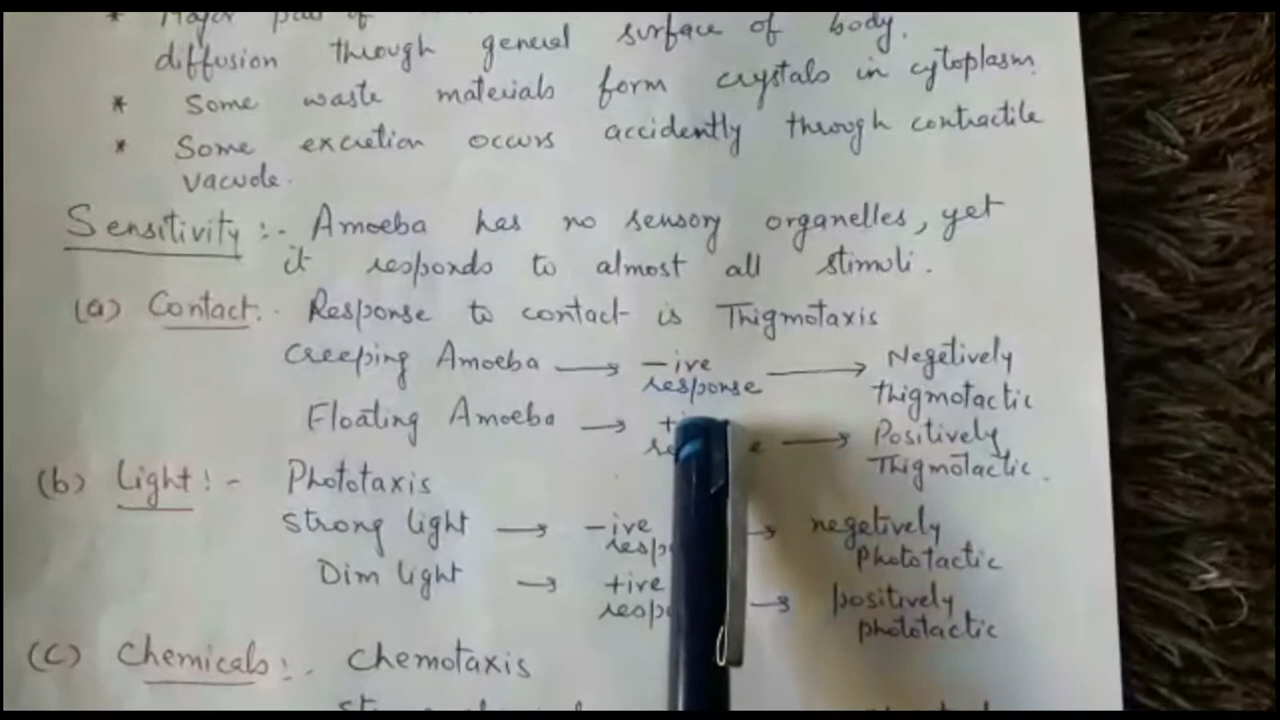 * Major
diffusion through general surface of body.
* Some waste materials form crystals in cytoplasm.
* Some excretion occurs accidently through contractile
vacuole.
Sensitivity :- Amoeba has no sensory organelles, yet
it responds to almost all stimuli.
(a) Contact :- Response to contact is Thigmotaxis
Creeping Amoeba → -ive response → Negetively Thigmotactic
Floating Amoeba → → Positively Thigmotactic.
(b) Light :- Phototaxis
Strong light → -ive resp → negetively Phototactic
Dim light → +ive resp → positively phototactic
(C) Chemicals :- Chemotaxis